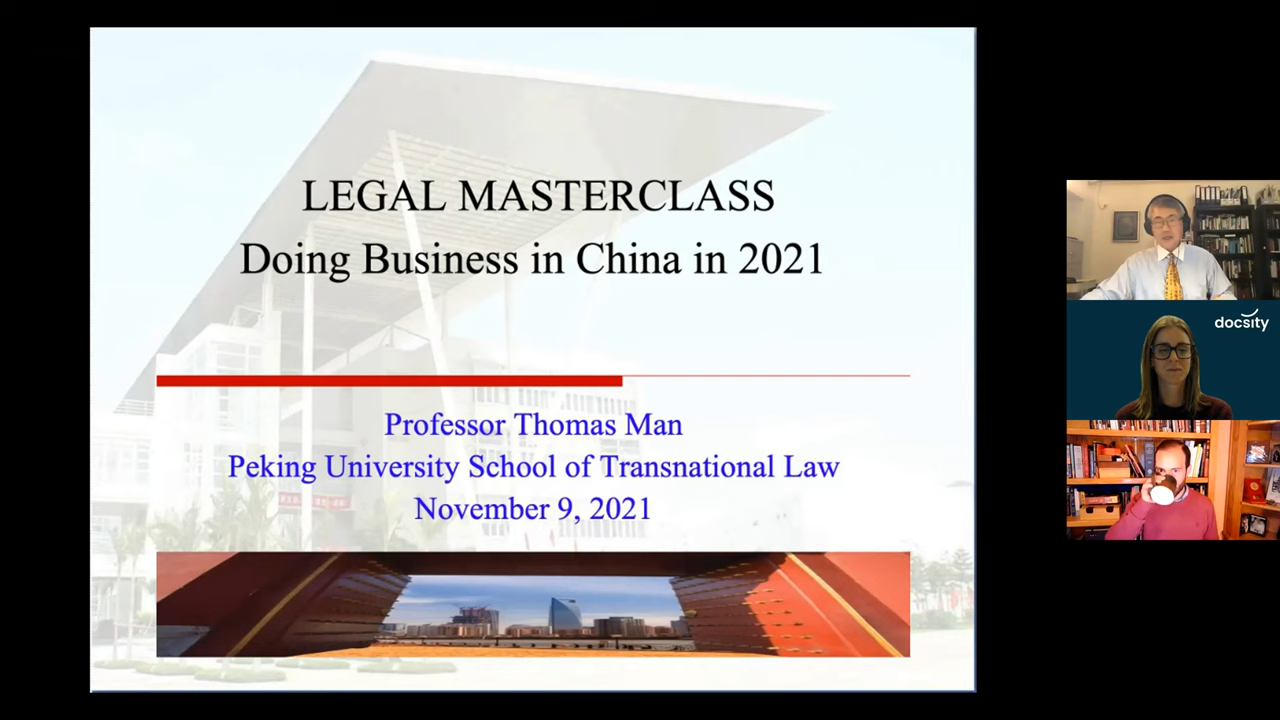 LEGAL MASTERCLASS
Doing Business in China in 2021
Professor Thomas Man
Peking University School of Transnational Law
November 9, 2021
docsity